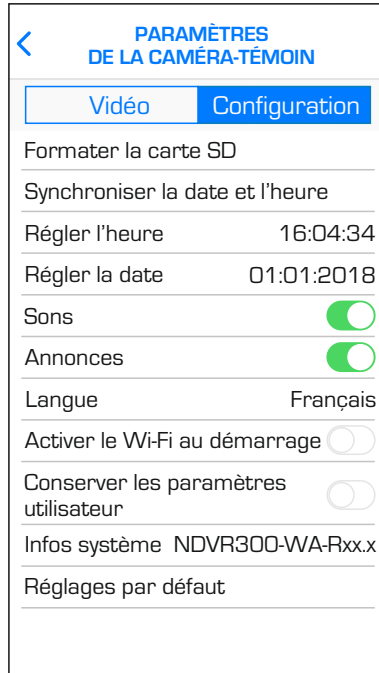 PARAMÈTRES
DE LA CAMÉRA-TÉMOIN
Vidéo Configuration
Formater la carte SD
Synchroniser la date et l'heure
Régler l'heure 16:04:34
Régler la date 01:01:2018
Sons
Annonces
Langue Français
Activer le Wi-Fi au démarrage
Conserver les paramètres
utilisateur
Infos système NDVR300-WA-Rxx.x
Réglages par défaut